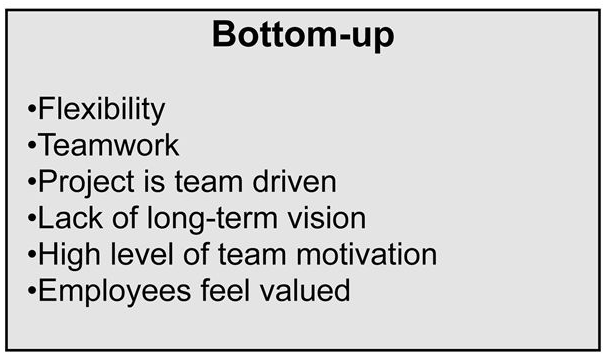 Bottom-up
•Flexibility
•Teamwork
•Project is team driven
•Lack of long-term vision
•High level of team motivation
•Employees feel valued